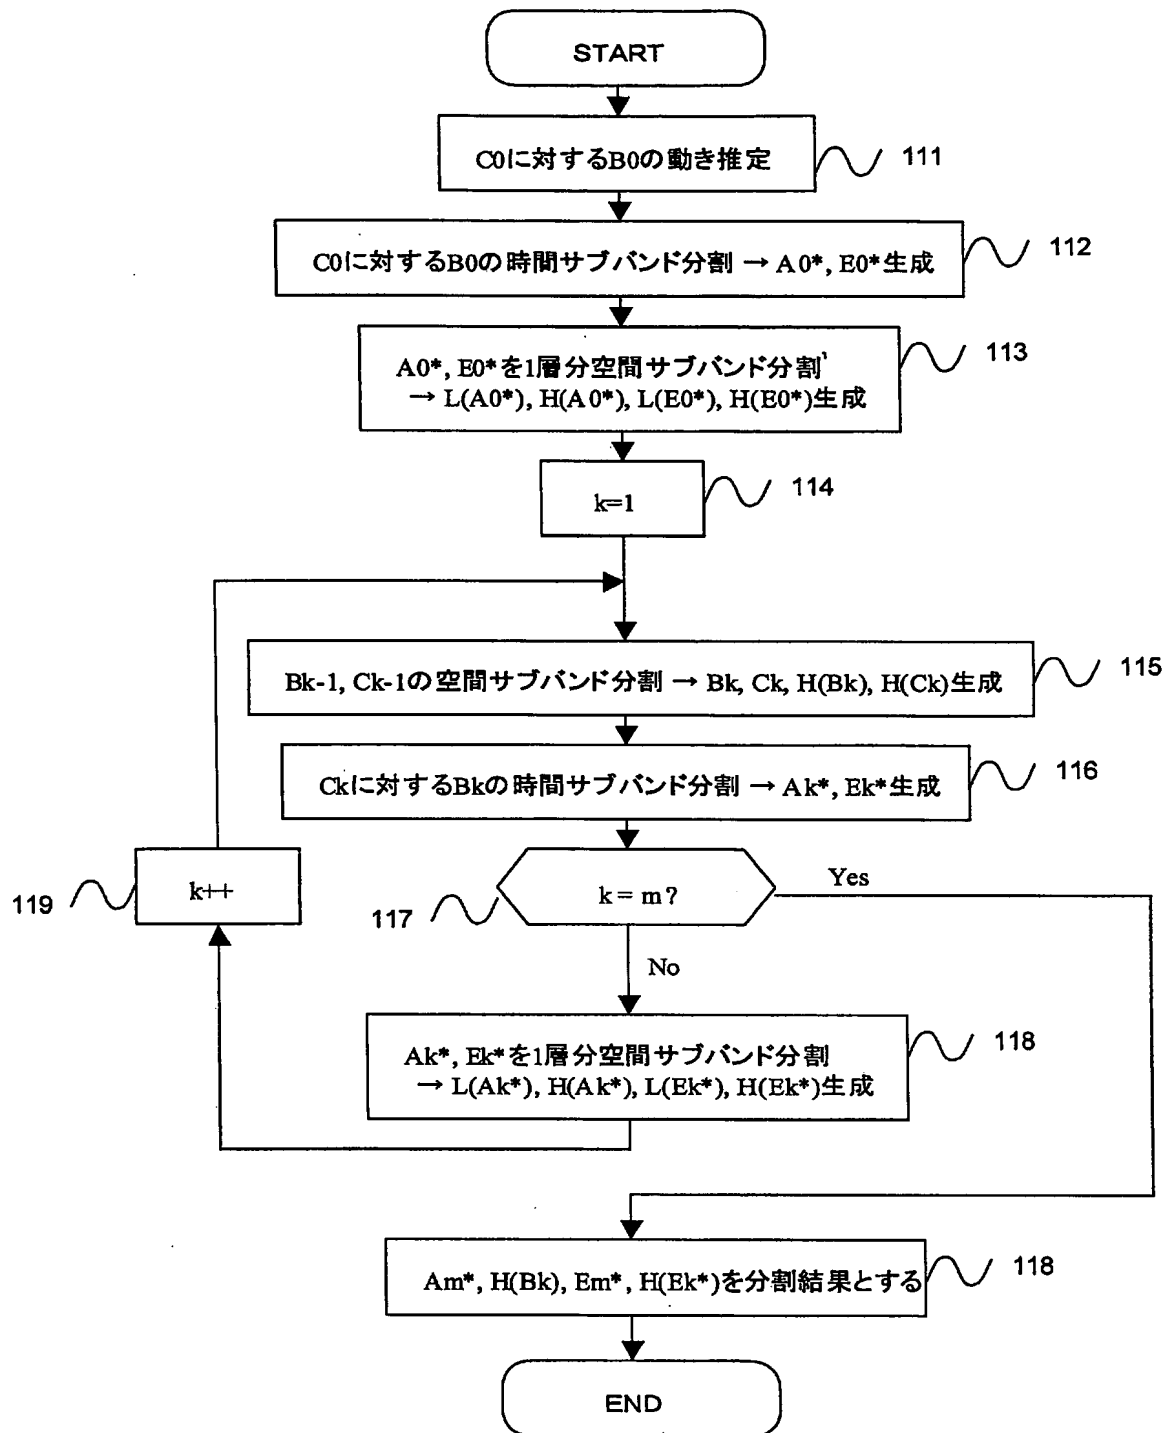 START
C0に対するB0の動き推定
111
C0に対するB0の時間サブバンド分割 → A0*, E0*生成
112
A0*, E0*を1層分空間サブバンド分割
→ L(A0*), H(A0*), L(E0*), H(E0*)生成
113
k=1
114
Bk-1, Ck-1の空間サブバンド分割 → Bk, Ck, H(Bk), H(Ck)生成
115
Ckに対するBkの時間サブバンド分割 → Ak*, Ek*生成
116
k++
119
k = m?
117
Yes
No
Ak*, Ek*を1層分空間サブバンド分割
→ L(Ak*), H(Ak*), L(Ek*), H(Ek*)生成
118
Am*, H(Bk), Em*, H(Ek*)を分割結果とする
118
END